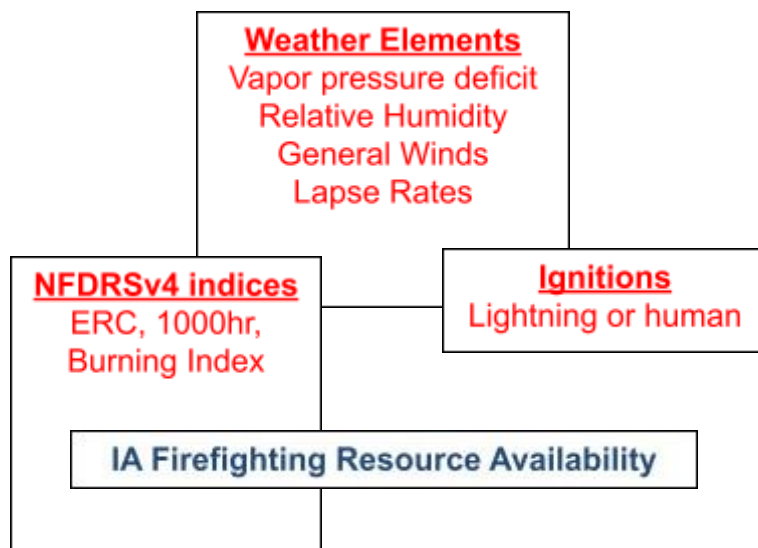 Weather Elements
Vapor pressure deficit
Relative Humidity
General Winds
Lapse Rates
NFDRSv4 indices
ERC, 1000hr,
Burning Index
Ignitions
Lightning or human
IA Firefighting Resource Availability